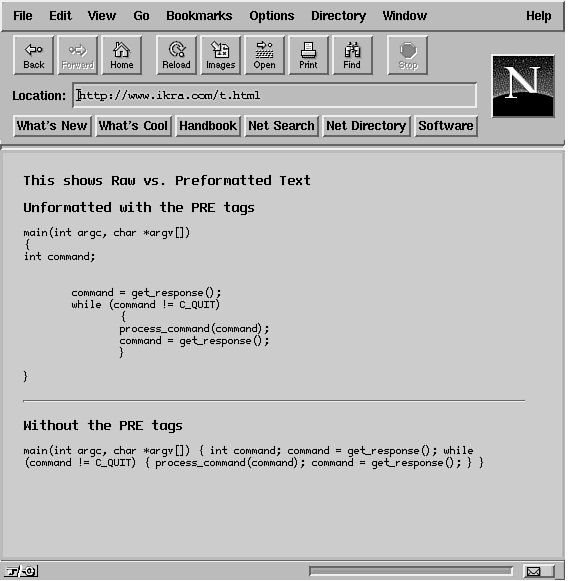 File Edit View Go Bookmarks Options Directory Window Help
Back Forward Home Reload Images Open Print Find Stop
N
Location: http://www.ikra.com/t.html
What's New What's Cool Handbook Net Search Net Directory Software
This shows Raw vs. Preformatted Text
Unformatted with the PRE tags
main(int argc, char *argv[])
{
int command;
command = get_response();
while (command != C_QUIT)
{
process_command(command);
command = get_response();
}
}
Without the PRE tags
main(int argc, char *argv[]) { int command; command = get_response(); while
(command != C_QUIT) { process_command(command); command = get_response(); } }